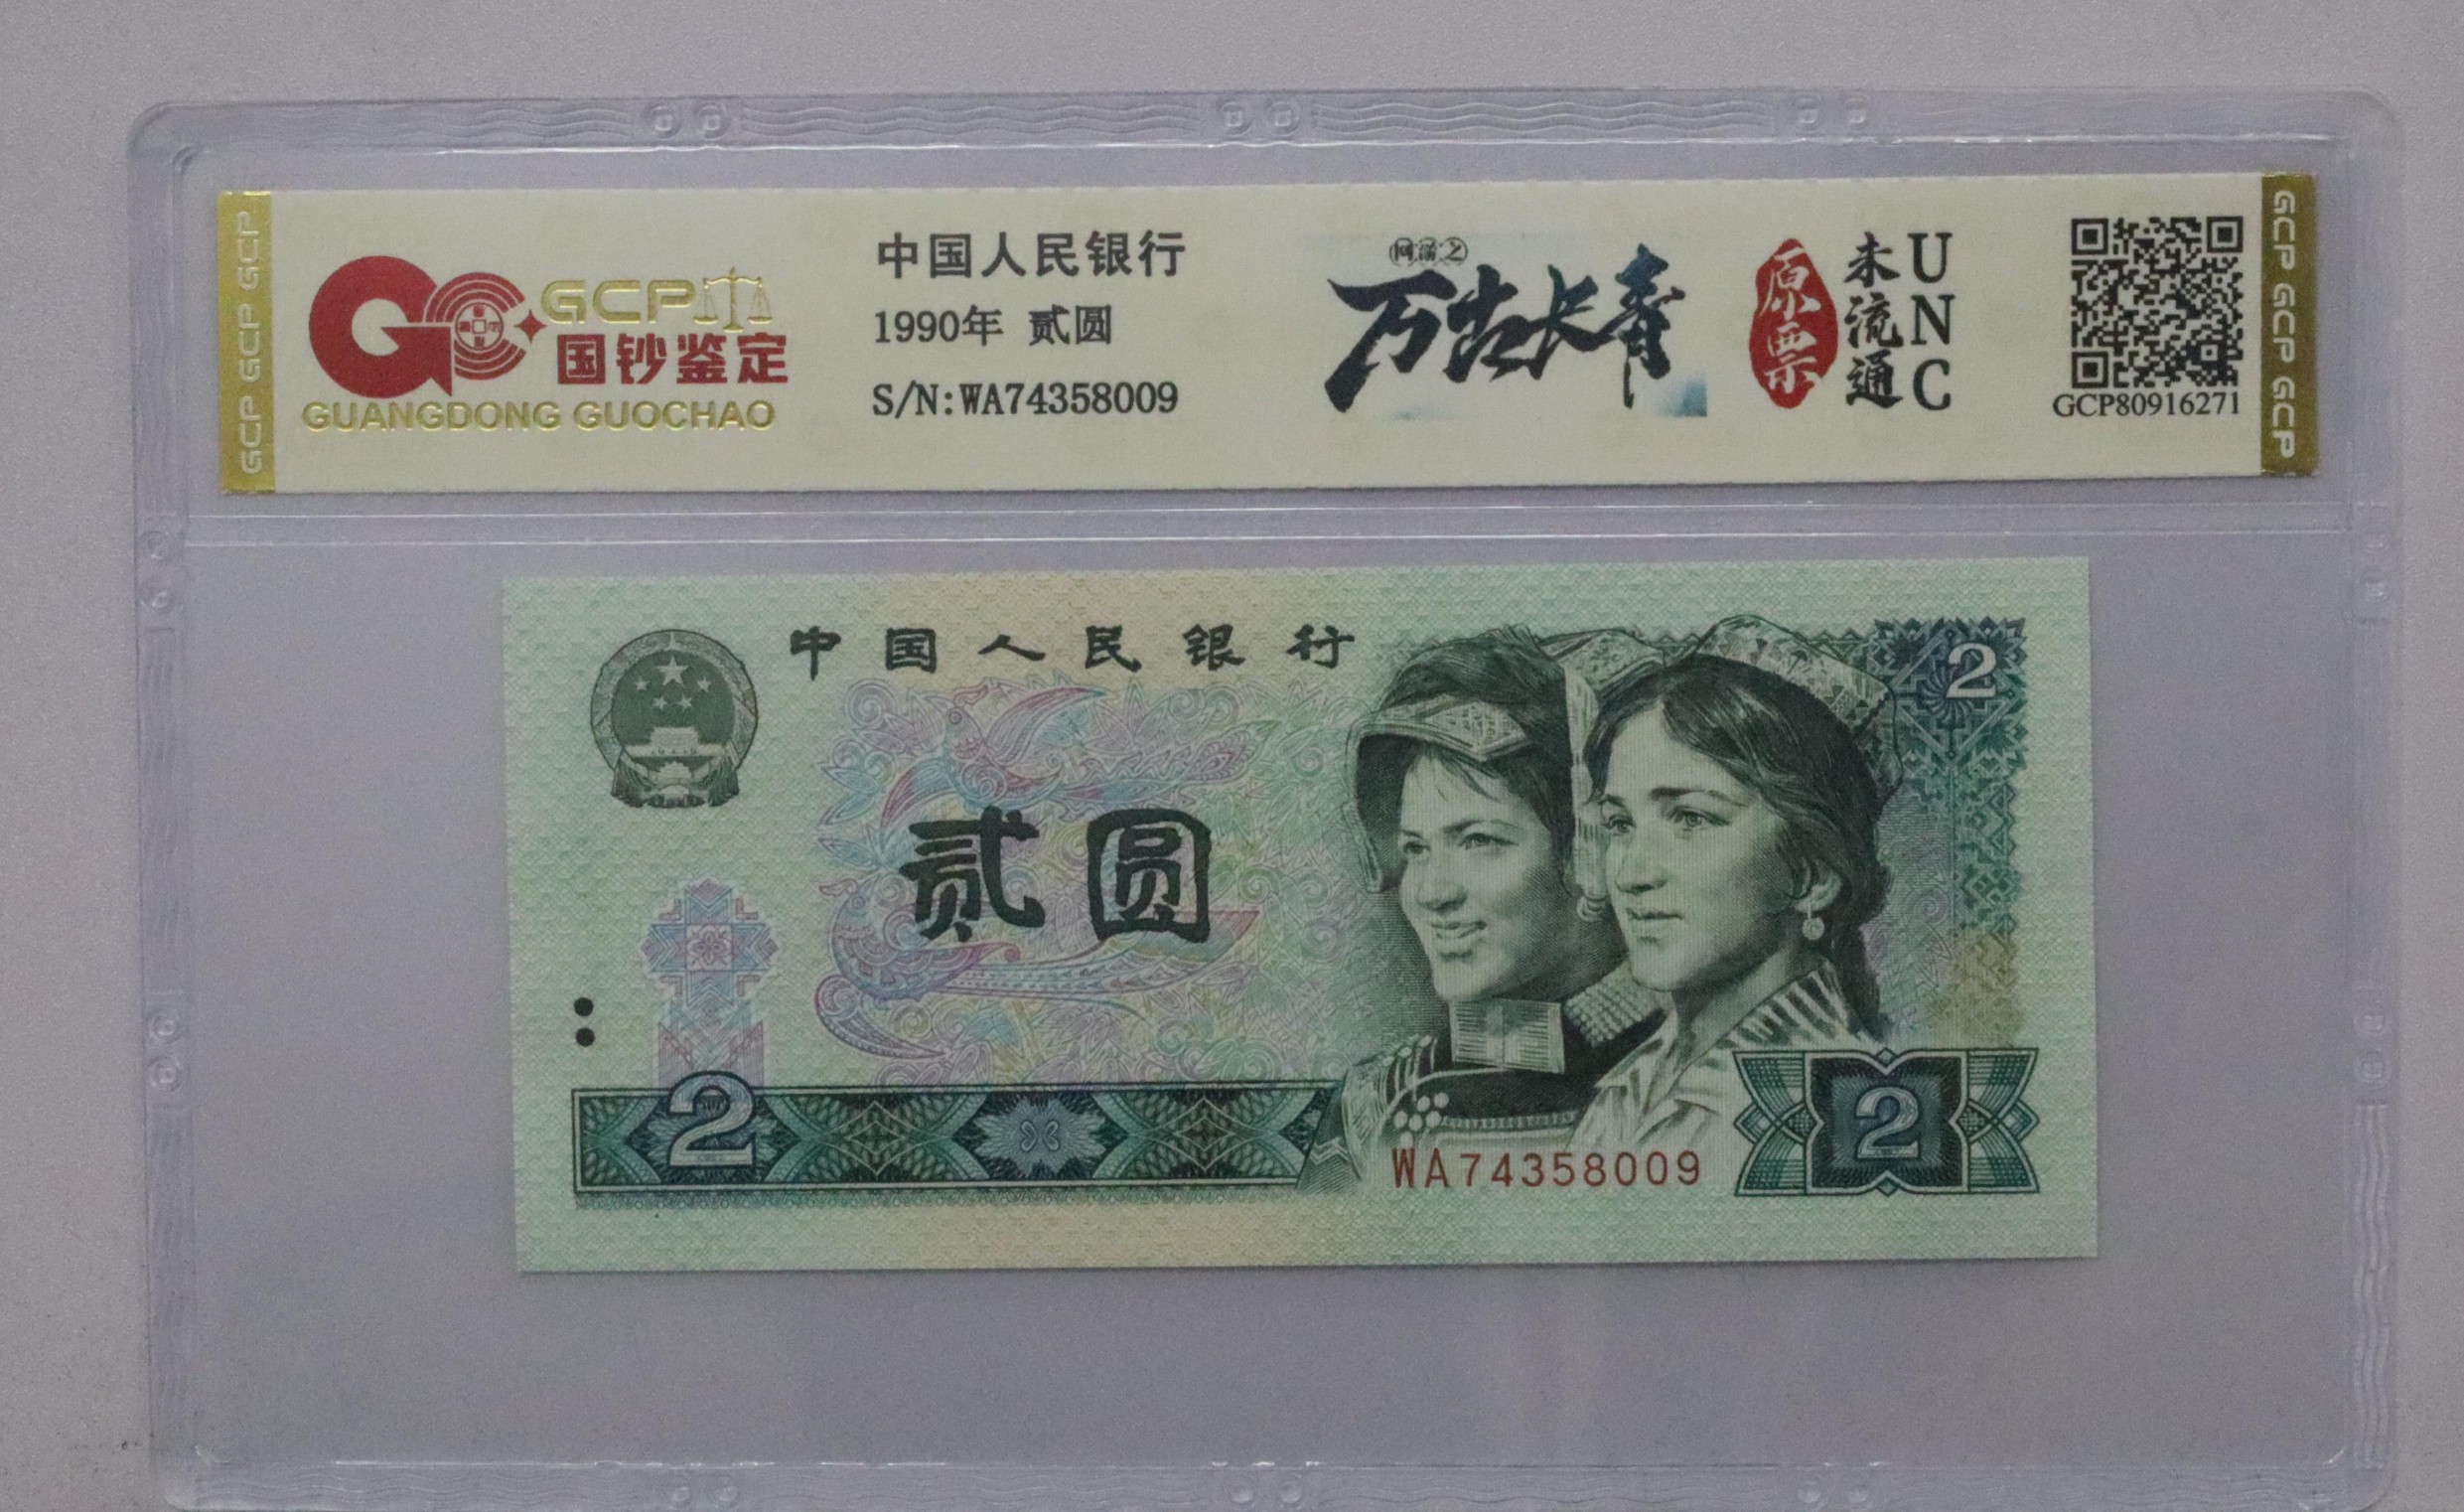 GCP GCP GCP
GCP
国钞鉴定
GUANGDONG GUOCHAO
中国人民银行
1990年 贰圆
S/N:WA74358009
万古长青
原票
未流通
UNC
GCP80916271
GCP GCP GCP
中国人民银行
2
贰圆
2
WA74358009
2